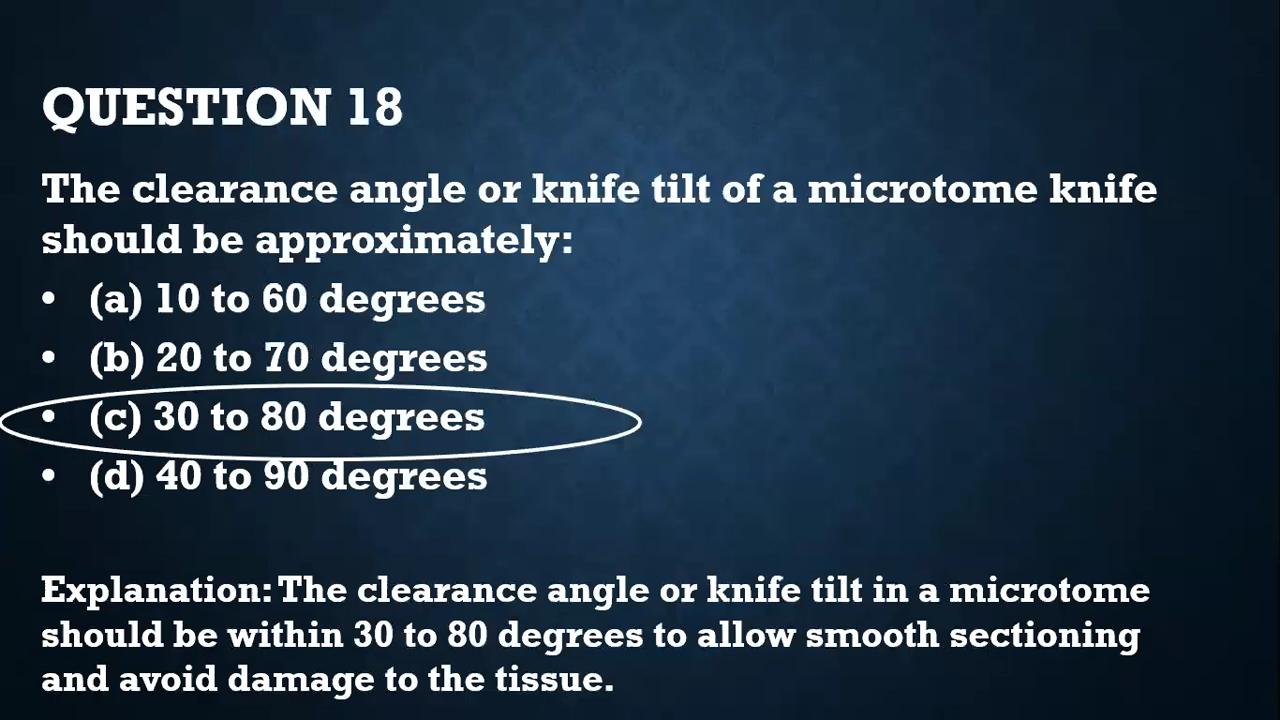 QUESTION 18
The clearance angle or knife tilt of a microtome knife
should be approximately:
• (a) 10 to 60 degrees
• (b) 20 to 70 degrees
• (c) 30 to 80 degrees
• (d) 40 to 90 degrees
Explanation: The clearance angle or knife tilt in a microtome
should be within 30 to 80 degrees to allow smooth sectioning
and avoid damage to the tissue.